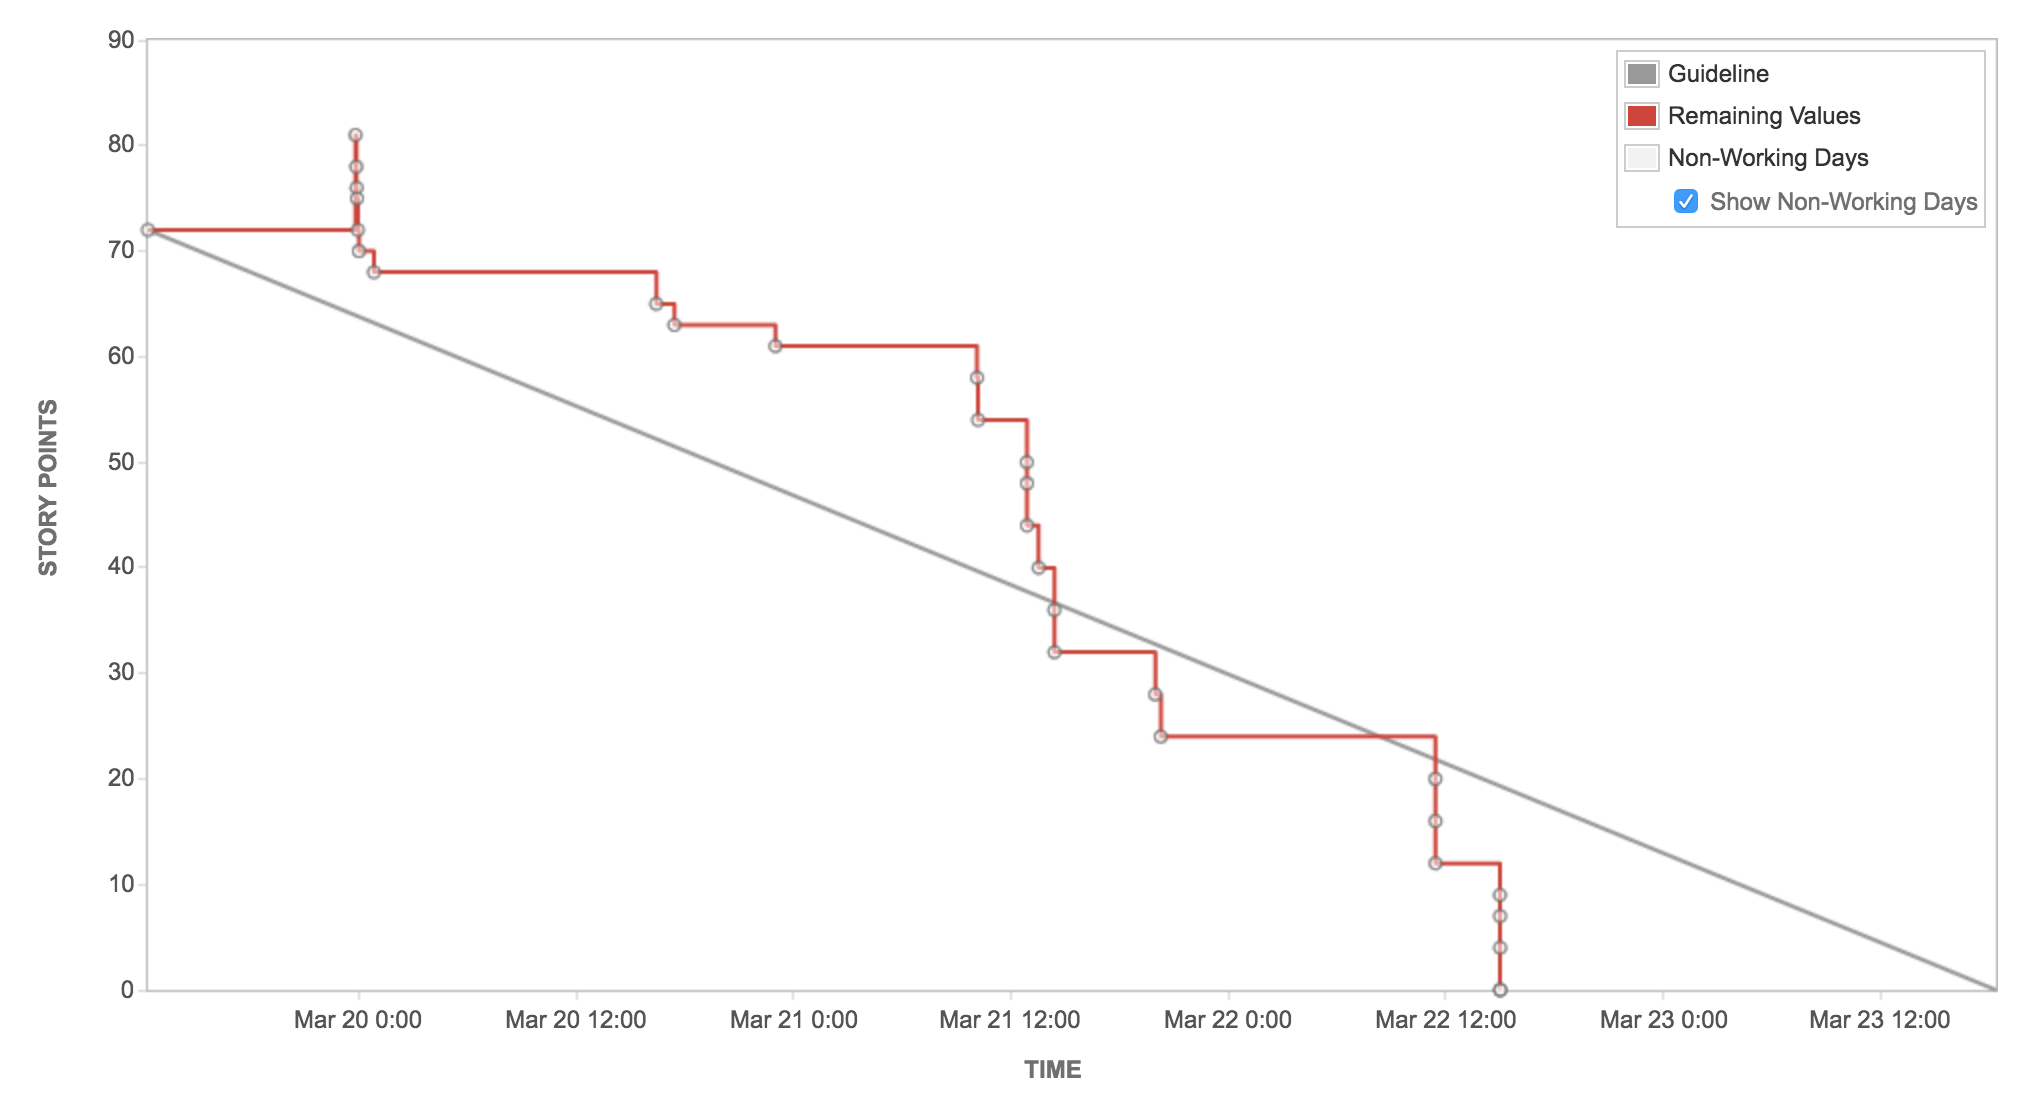 90
80
70
60
50
40
30
20
10
0
STORY POINTS
Guideline
Remaining Values
Non-Working Days
Show Non-Working Days
Mar 20 0:00 Mar 20 12:00 Mar 21 0:00 Mar 21 12:00 Mar 22 0:00 Mar 22 12:00 Mar 23 0:00 Mar 23 12:00
TIME